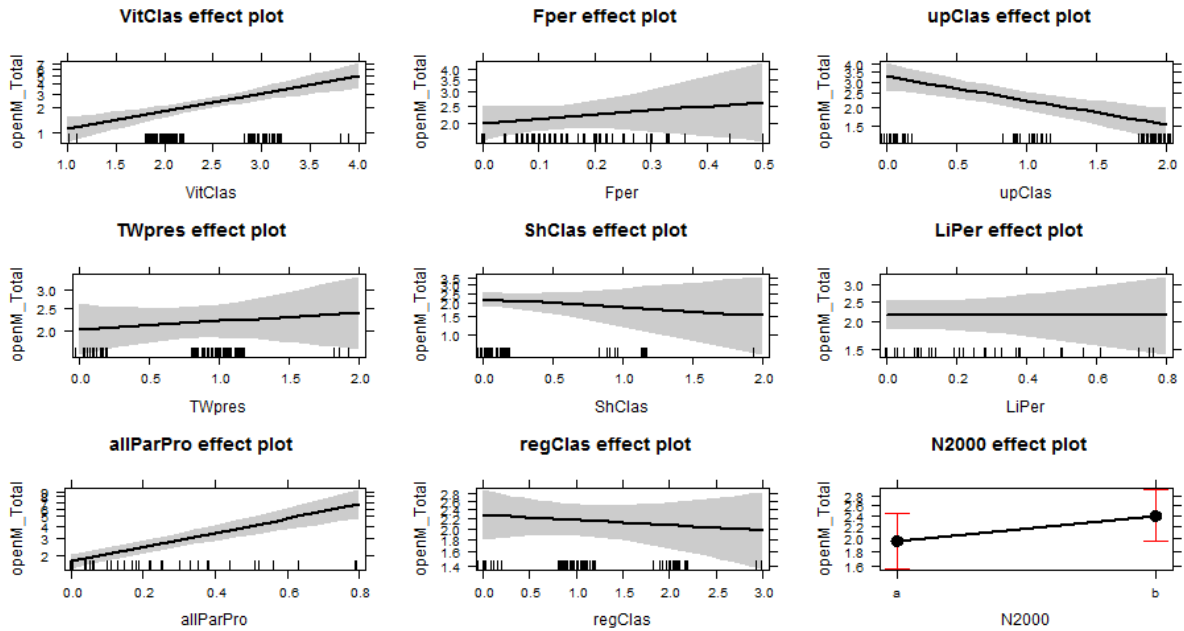 VitClas effect plot
openM_Total
7
4
3
2
1
1.0 1.5 2.0 2.5 3.0 3.5 4.0
VitClas
Fper effect plot
openM_Total
4.0
3.5
3.0
2.5
2.0
0.0 0.1 0.2 0.3 0.4 0.5
Fper
upClas effect plot
openM_Total
4.0
3.5
3.0
2.5
2.0
1.5
0.0 0.5 1.0 1.5 2.0
upClas
TWpres effect plot
openM_Total
3.0
2.5
2.0
0.0 0.5 1.0 1.5 2.0
TWpres
ShClas effect plot
openM_Total
3.5
3.0
2.5
2.0
1.5
1.0
0.0 0.5 1.0 1.5 2.0
ShClas
LiPer effect plot
openM_Total
3.0
2.5
2.0
1.5
0.0 0.2 0.4 0.6 0.8
LiPer
allParPro effect plot
openM_Total
5
4
3
2
0.0 0.2 0.4 0.6 0.8
allParPro
regClas effect plot
openM_Total
2.8
2.6
2.4
2.2
2.0
1.8
1.6
1.4
0.0 0.5 1.0 1.5 2.0 2.5 3.0
regClas
N2000 effect plot
openM_Total
2.8
2.6
2.4
2.2
2.0
1.8
1.6
a b
N2000